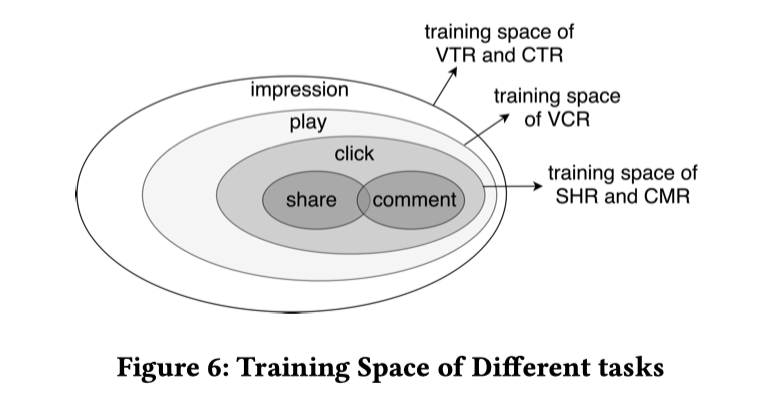 training space of
VTR and CTR
impression
training space
of VCR
play
click
training space of
SHR and CMR
share
comment
Figure 6: Training Space of Different tasks